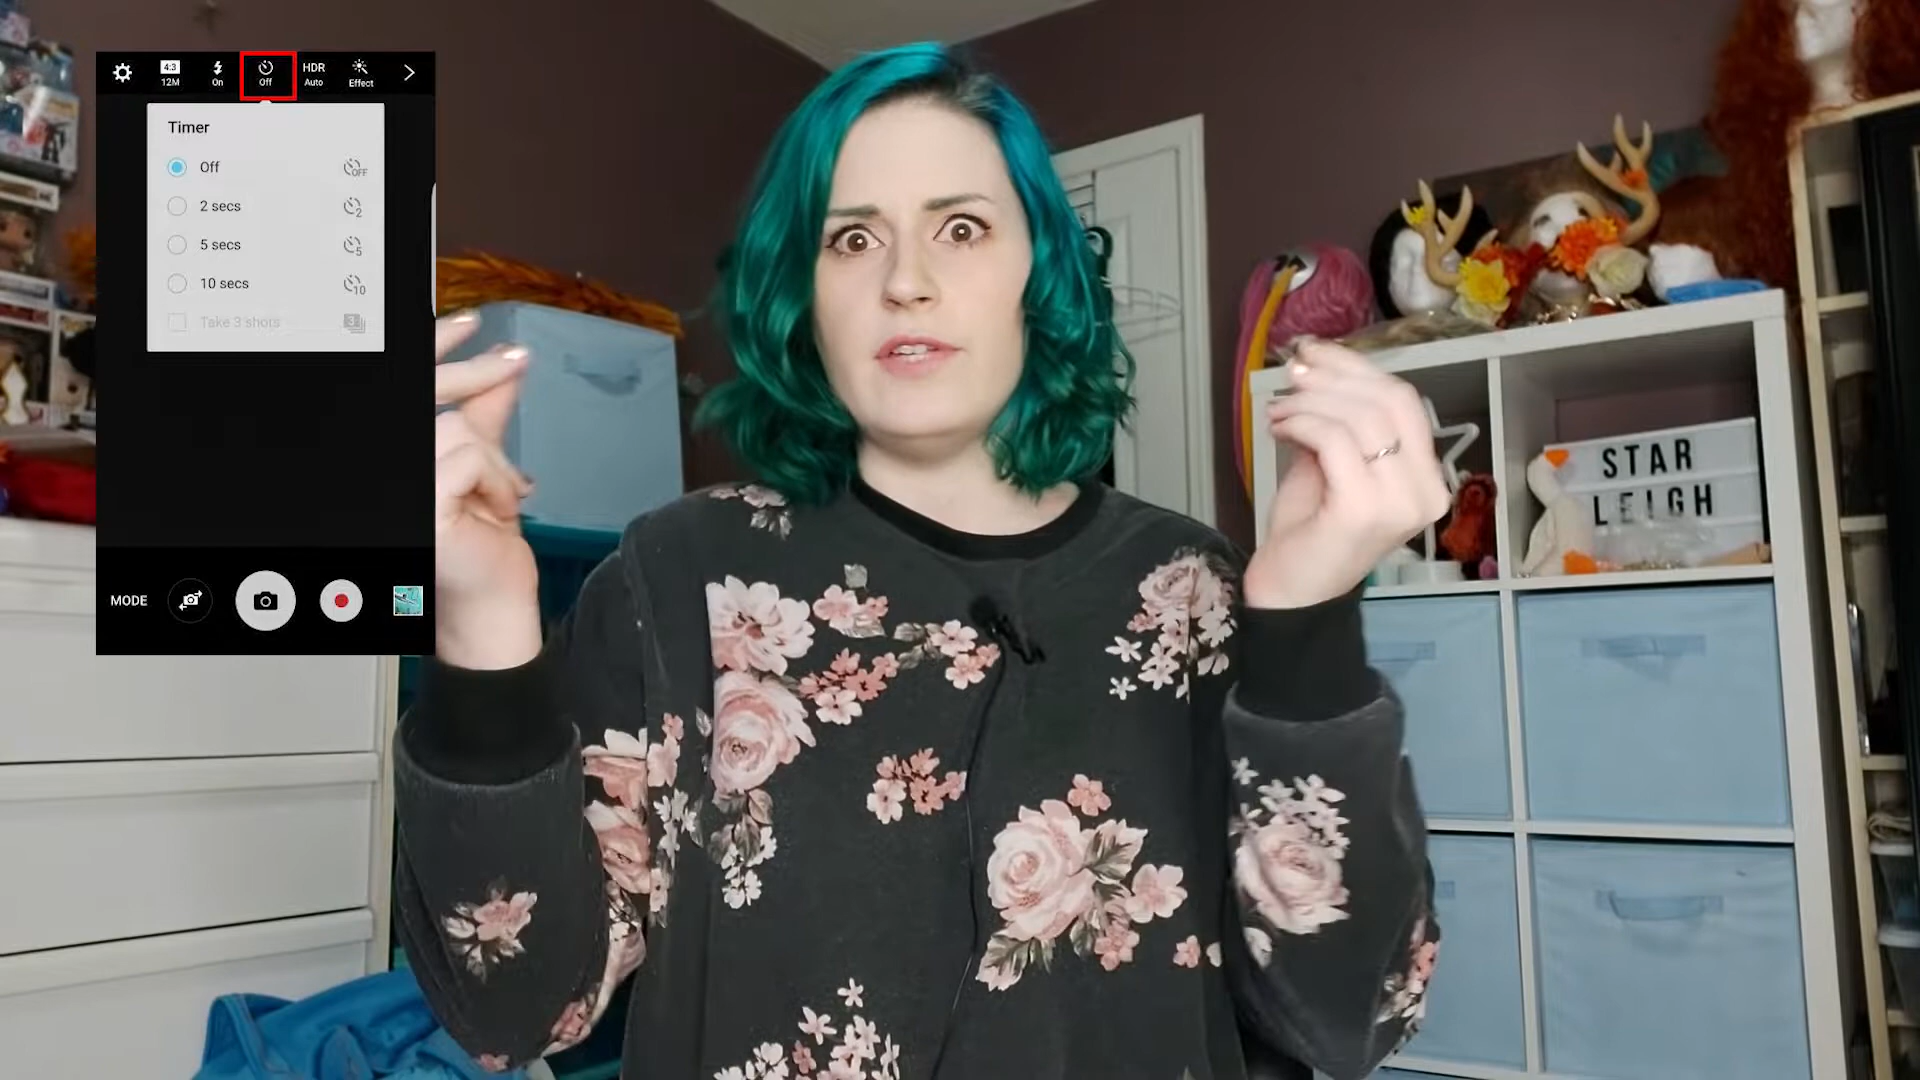 4:3
12M
On
Off
HDR
Auto
Effect
Timer
Off
OFF
2 secs
2
5 secs
5
10 secs
10
Take 3 shots
3
MODE
STAR
LEIGH